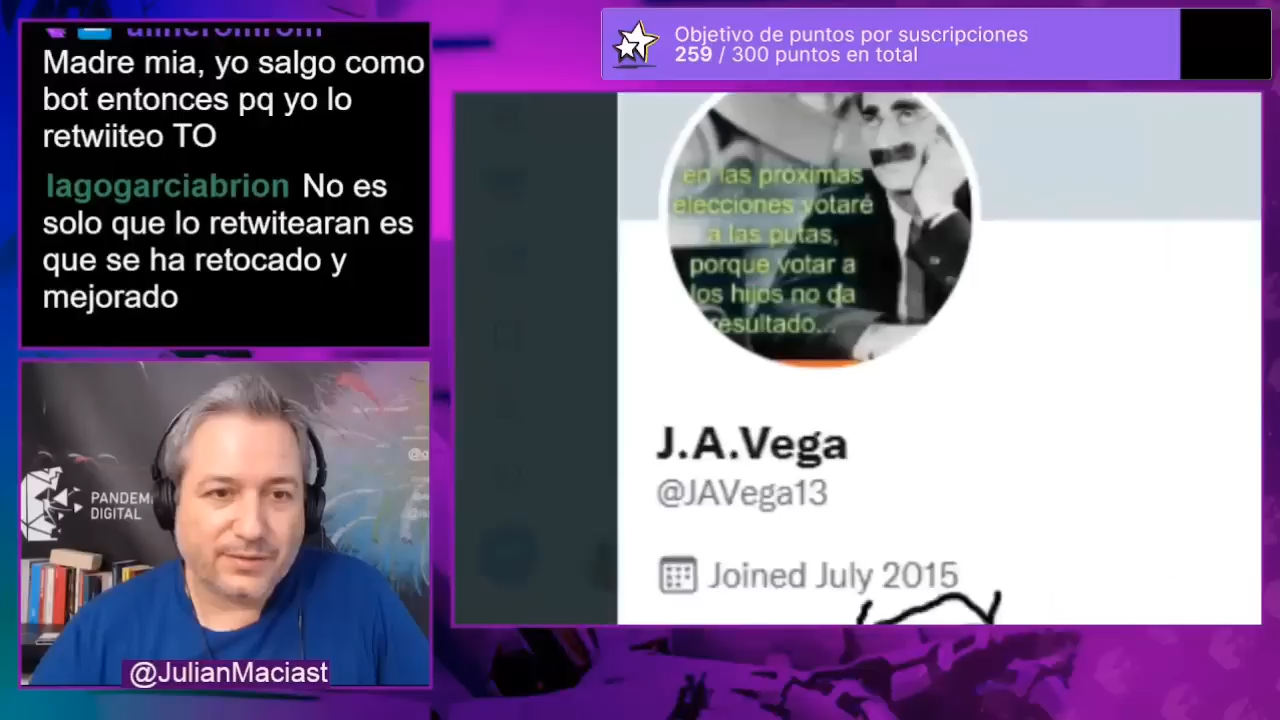 Madre mia, yo salgo como
bot entonces pq yo lo
retwiiteo TO
lagogarciabrion No es
solo que lo retwitearan es
que se ha retocado y
mejorado
Objetivo de puntos por suscripciones
259 / 300 puntos en total
en las próximas
elecciones votaré
a las putas,
porque votar a
los hijos no da
resultado...
J.A.Vega
@JAVega13
Joined July 2015
PANDEMI
DIGITAL
@JulianMaciast